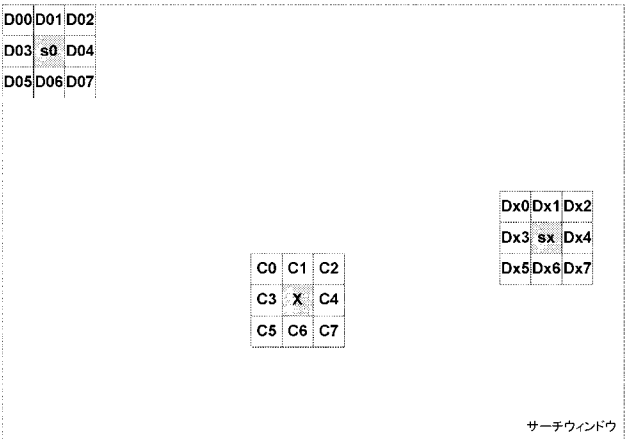 D00 D01 D02
D03 s0 D04
D05 D06 D07
Dx0 Dx1 Dx2
Dx3 sx Dx4
Dx5 Dx6 Dx7
C0 C1 C2
C3 X C4
C5 C6 C7
サーチウィンドウ